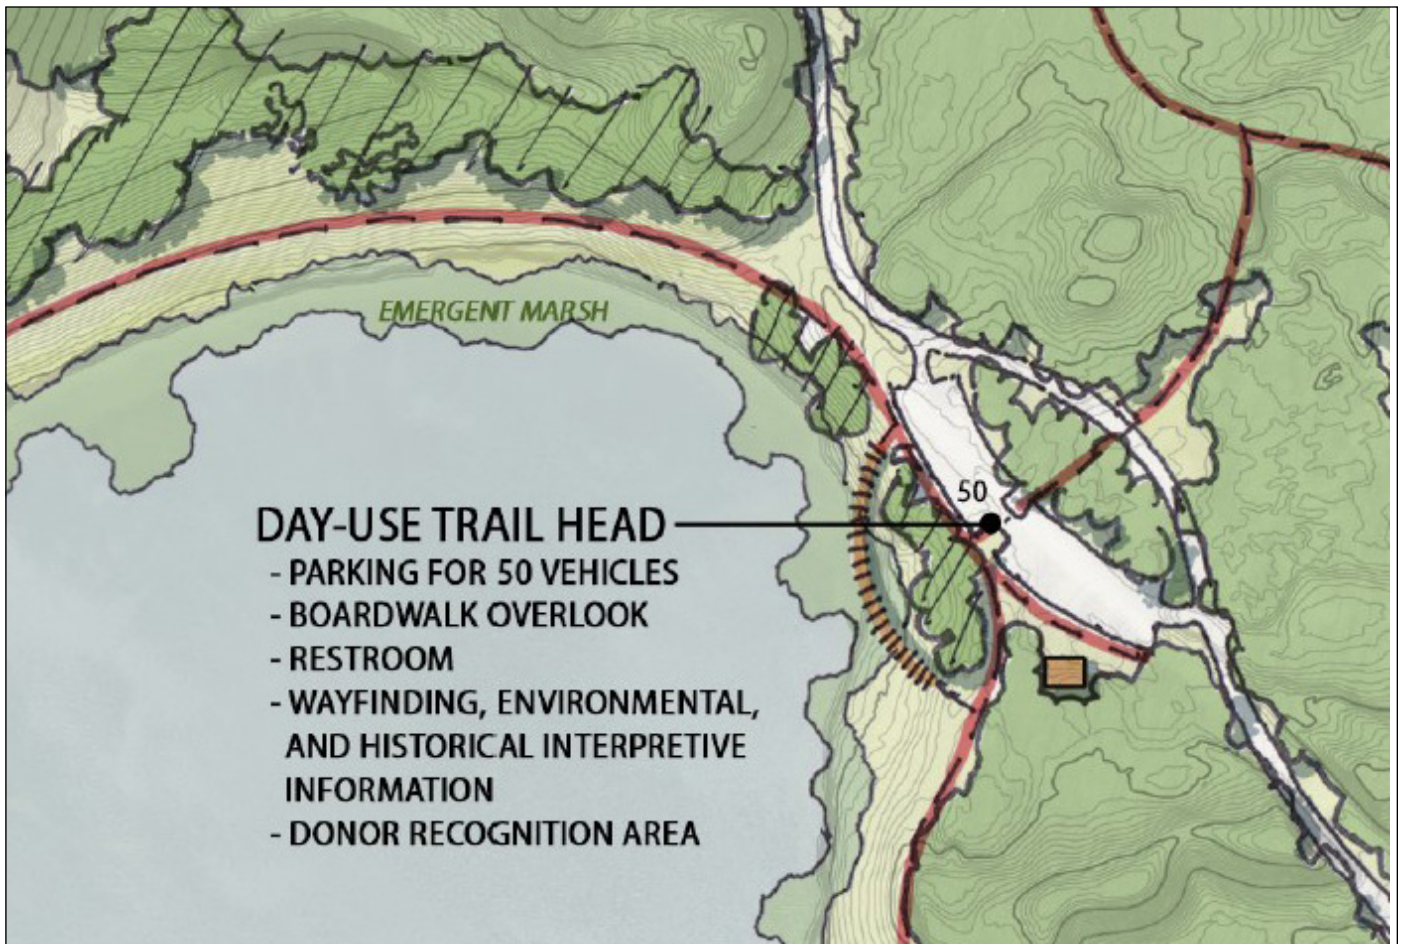 EMERGENT MARSH
50
DAY-USE TRAIL HEAD
- PARKING FOR 50 VEHICLES
- BOARDWALK OVERLOOK
- RESTROOM
- WAYFINDING, ENVIRONMENTAL,
AND HISTORICAL INTERPRETIVE
INFORMATION
- DONOR RECOGNITION AREA